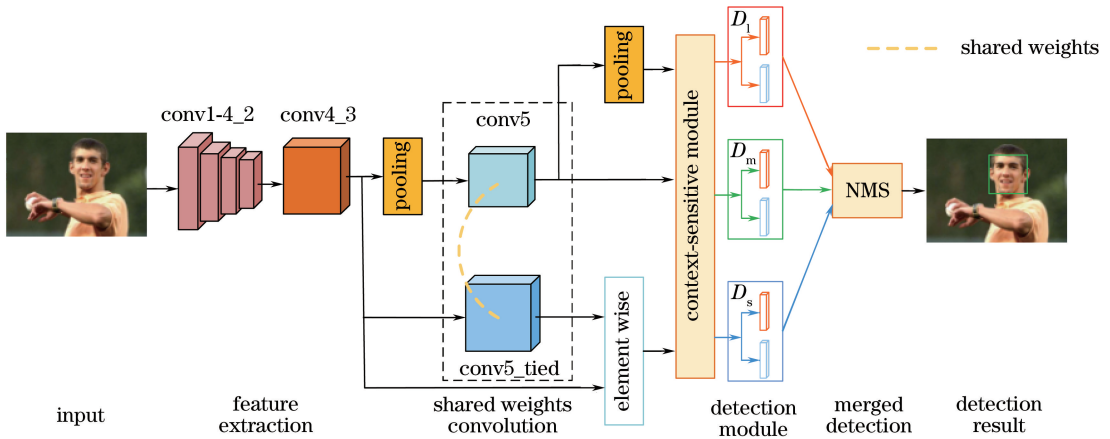 D_l
shared weights
pooling
conv1-4_2
conv4_3
conv5
pooling
context-sensitive module
D_m
NMS
D_s
element wise
conv5_tied
input
feature
extraction
shared weights
convolution
detection
module
merged
detection
detection
result